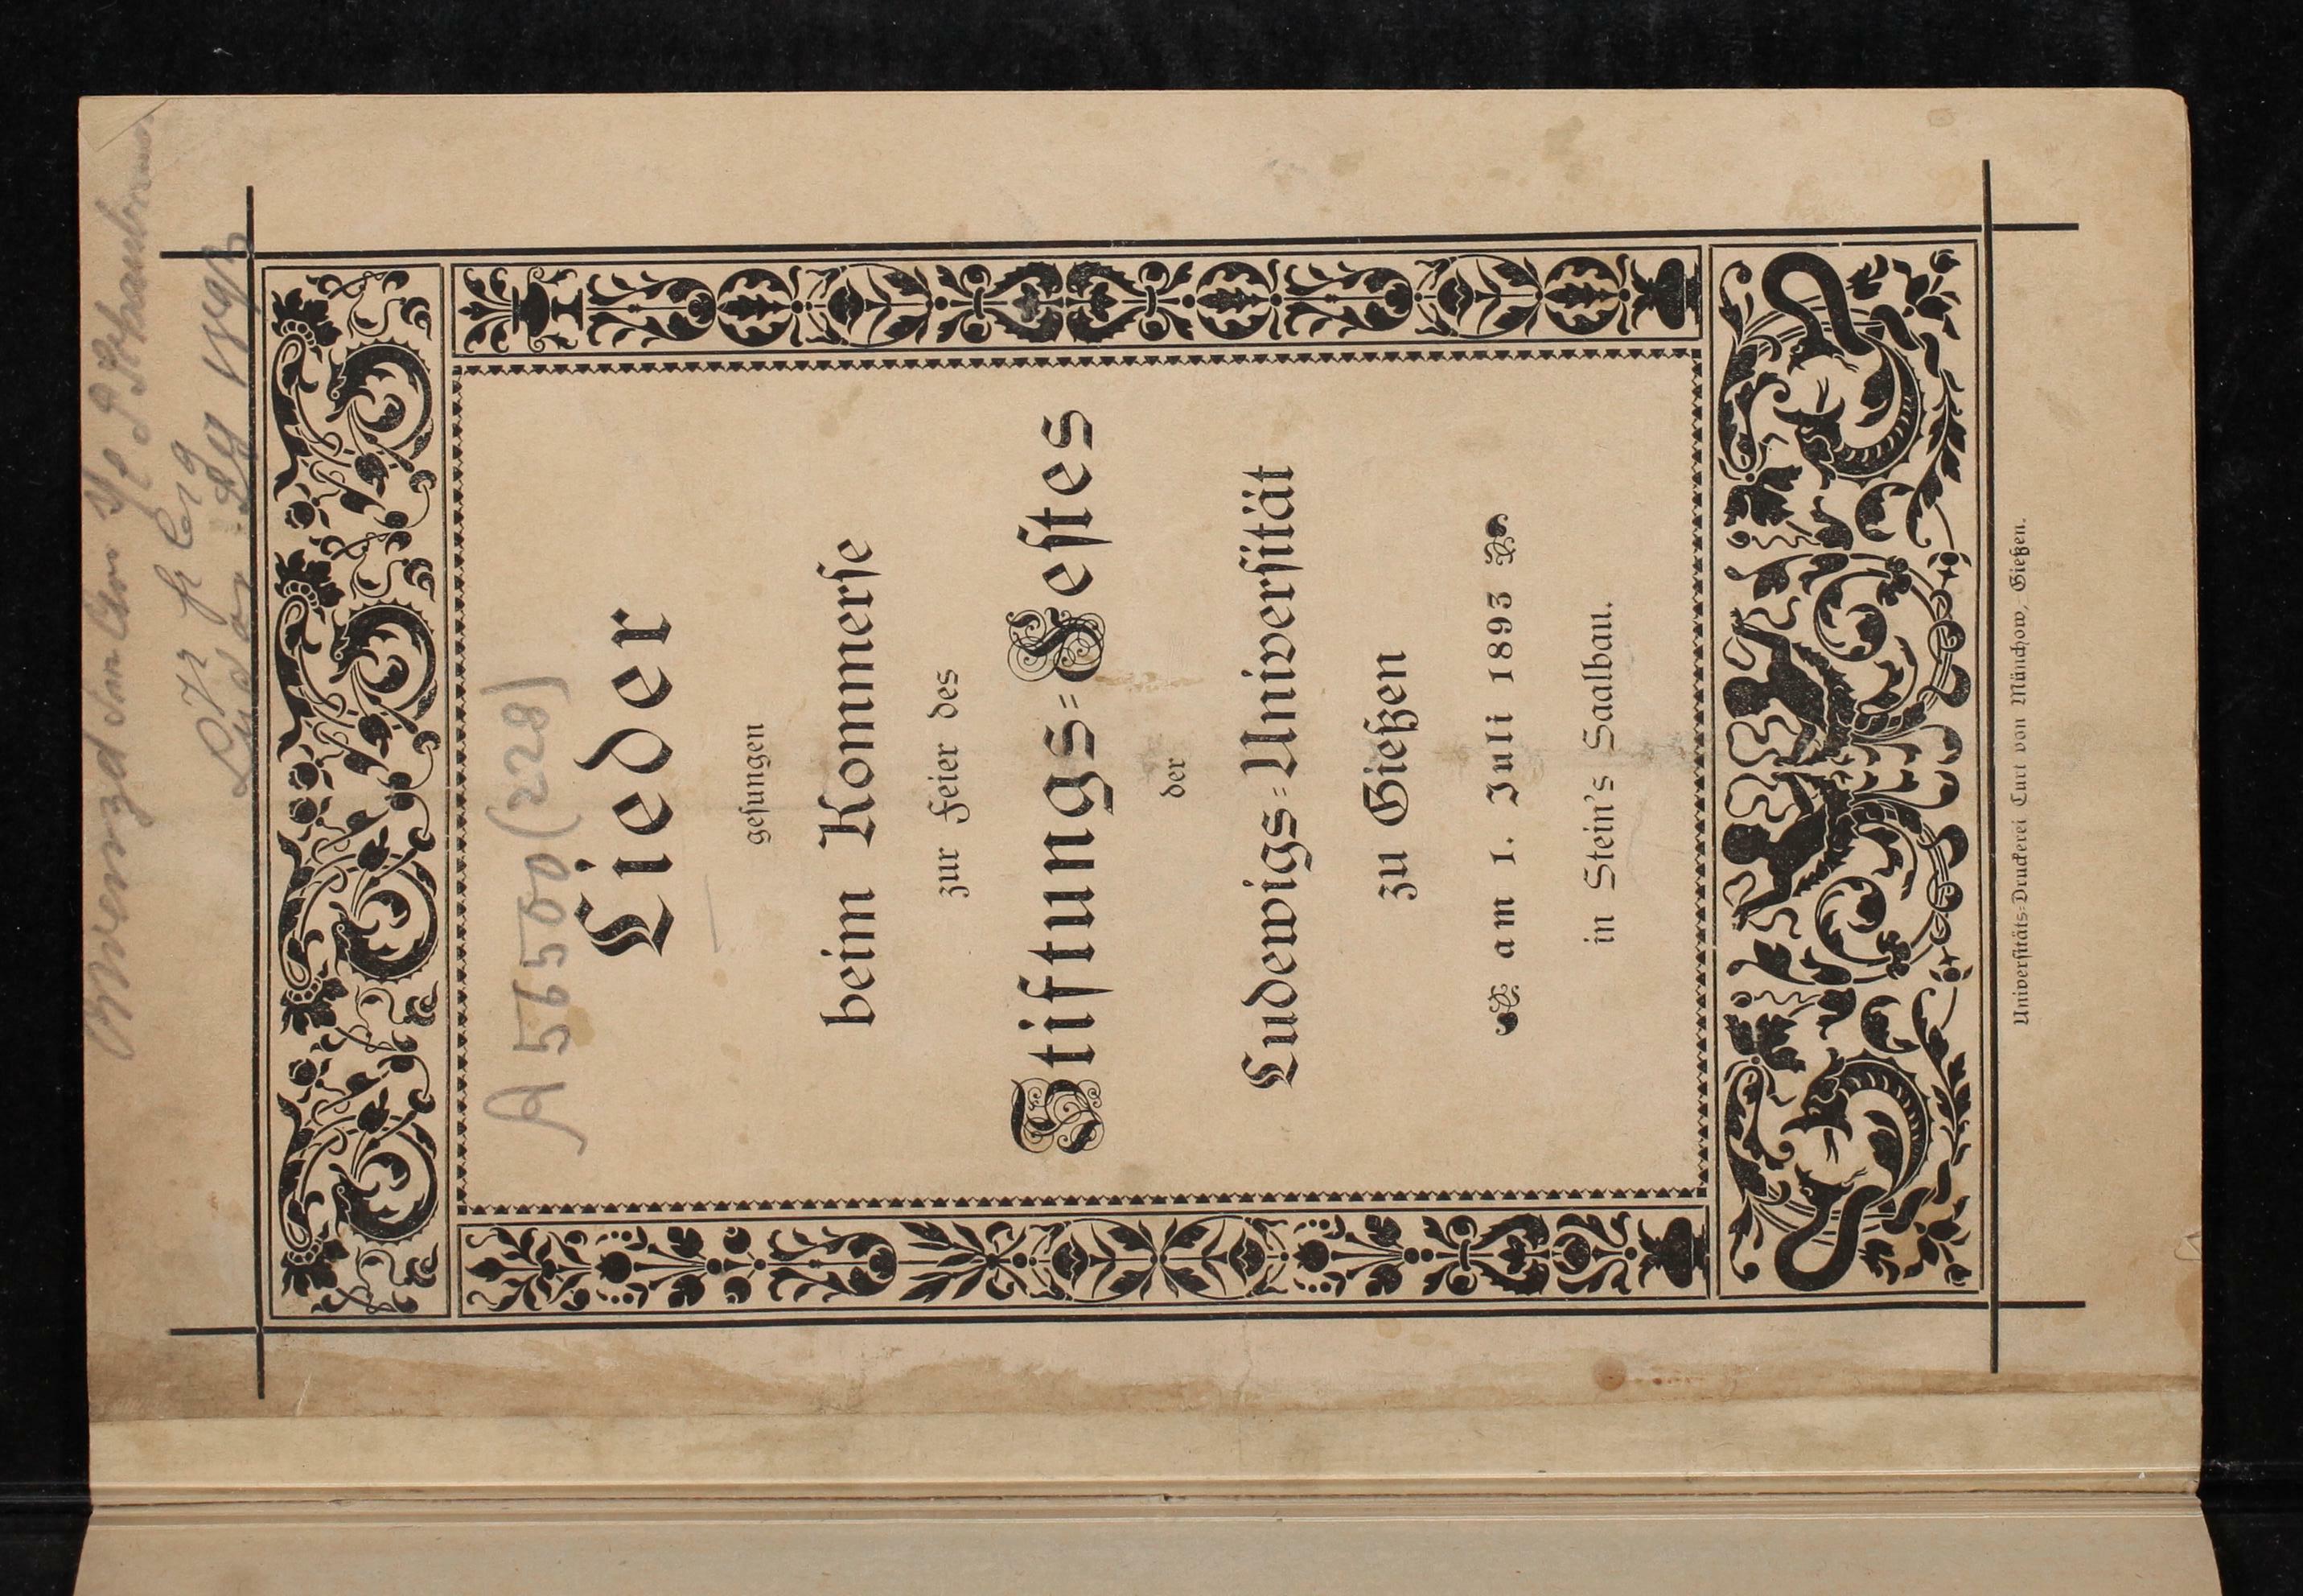 A 56500 (228)
Lieder
gesungen
beim Kommerse
zur Feier des
Stiftungs-Festes
der
Ludewigs-Universität
zu Gießen
am 1. Juli 1893
in Stein's Saalbau.
Universitäts-Druckerei Curt von Münchow, Gießen.